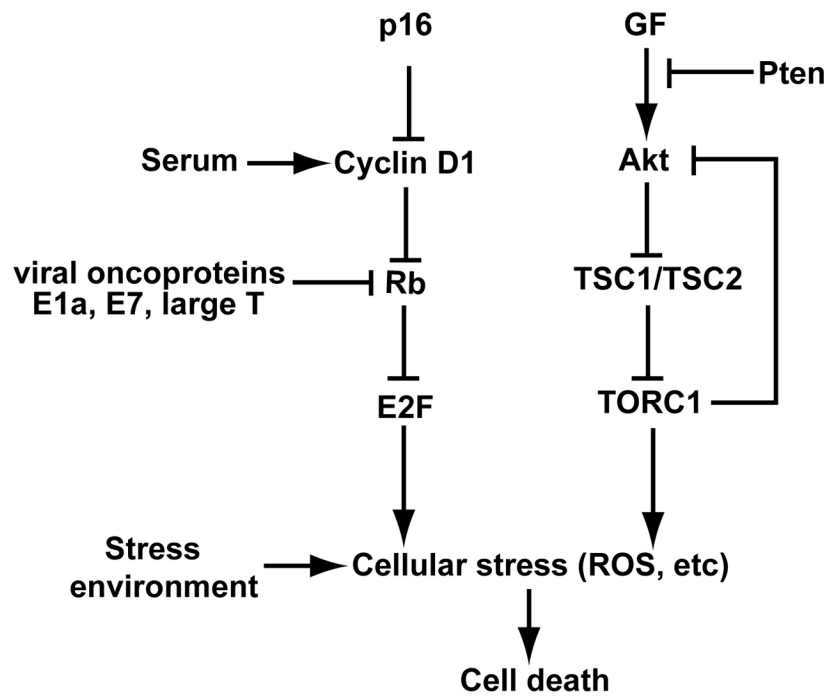 p16
GF
Pten
Serum
Cyclin D1
Akt
viral oncoproteins
E1a, E7, large T
Rb
TSC1/TSC2
E2F
TORC1
Stress
environment
Cellular stress (ROS, etc)
Cell death